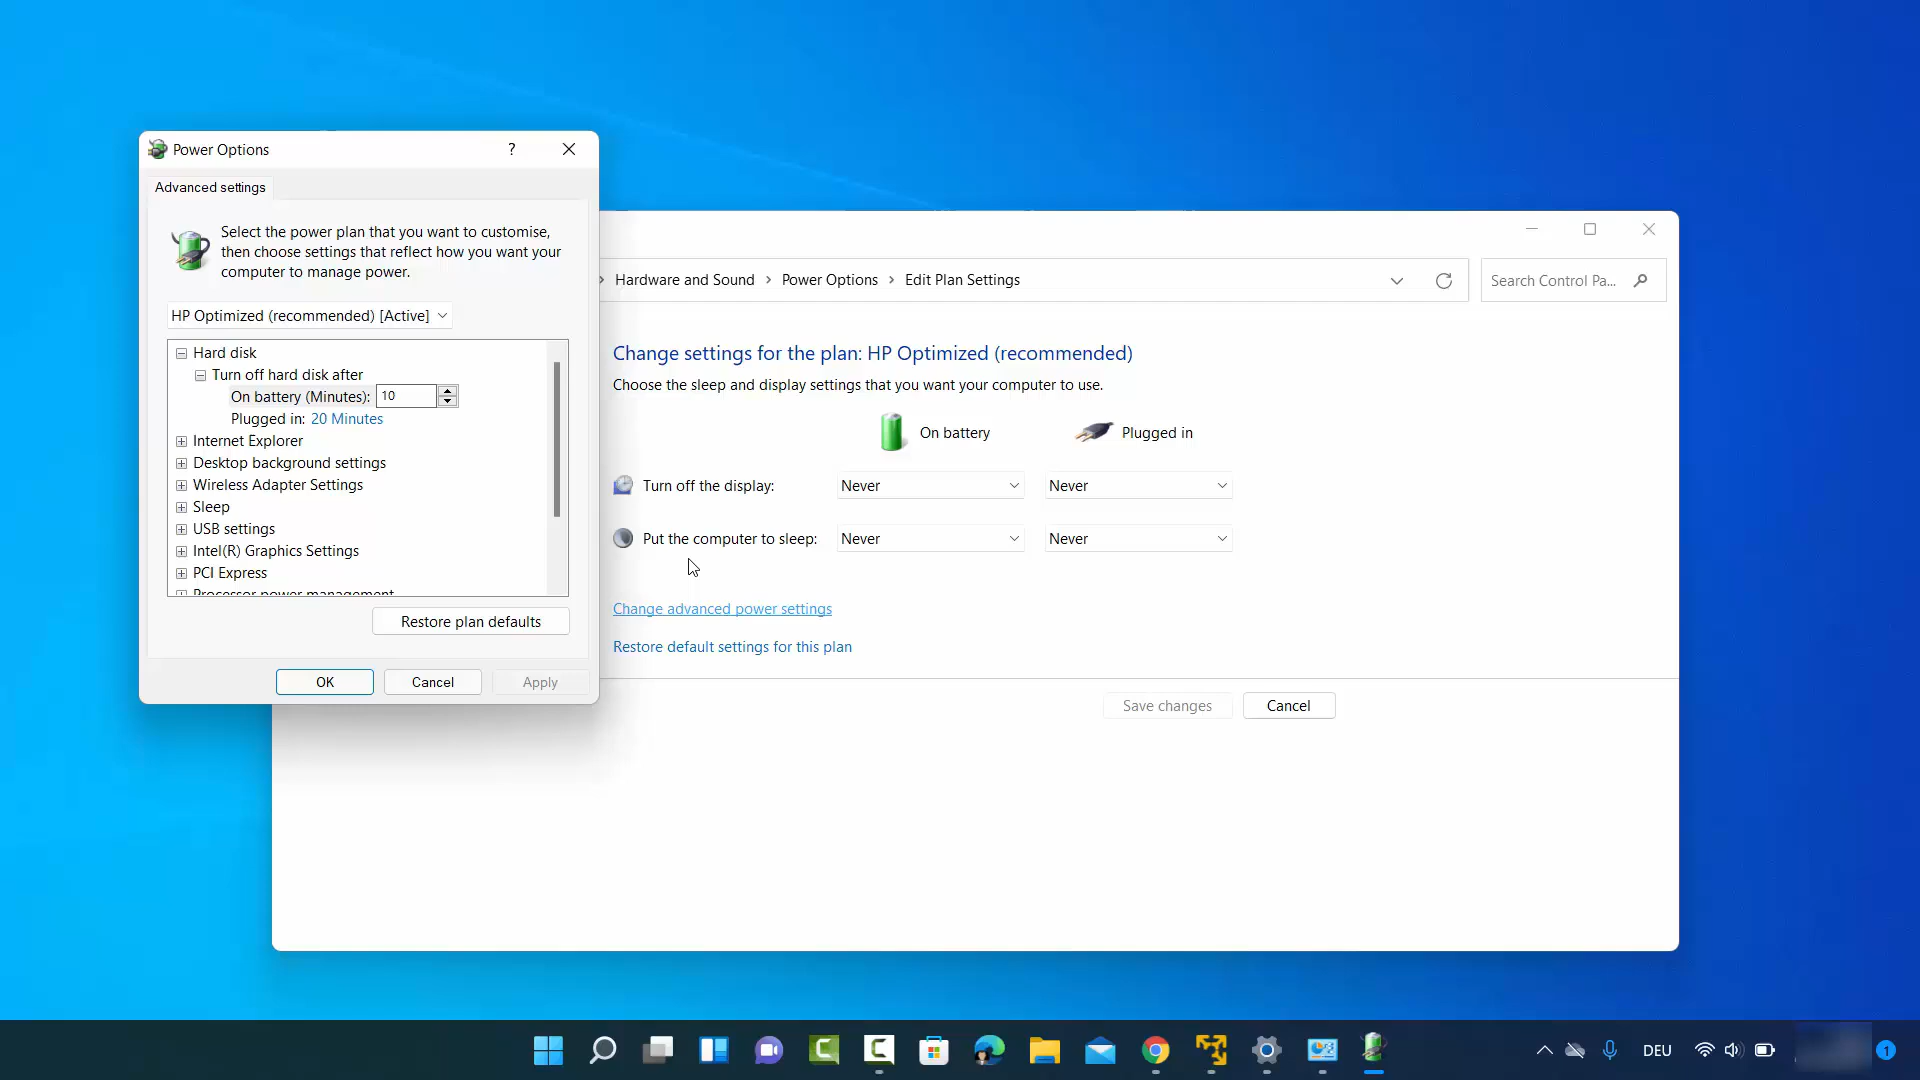 Power Options
?
Advanced settings
Select the power plan that you want to customise,
then choose settings that reflect how you want your
computer to manage power.
HP Optimized (recommended) [Active]
Hard disk
Turn off hard disk after
On battery (Minutes): 10
Plugged in: 20 Minutes
Internet Explorer
Desktop background settings
Wireless Adapter Settings
Sleep
USB settings
Intel(R) Graphics Settings
PCI Express
Processor power management
Restore plan defaults
OK Cancel Apply
Hardware and Sound > Power Options > Edit Plan Settings
Search Control Pa...
Change settings for the plan: HP Optimized (recommended)
Choose the sleep and display settings that you want your computer to use.
On battery Plugged in
Turn off the display: Never Never
Put the computer to sleep: Never Never
Change advanced power settings
Restore default settings for this plan
Save changes Cancel
DEU 1